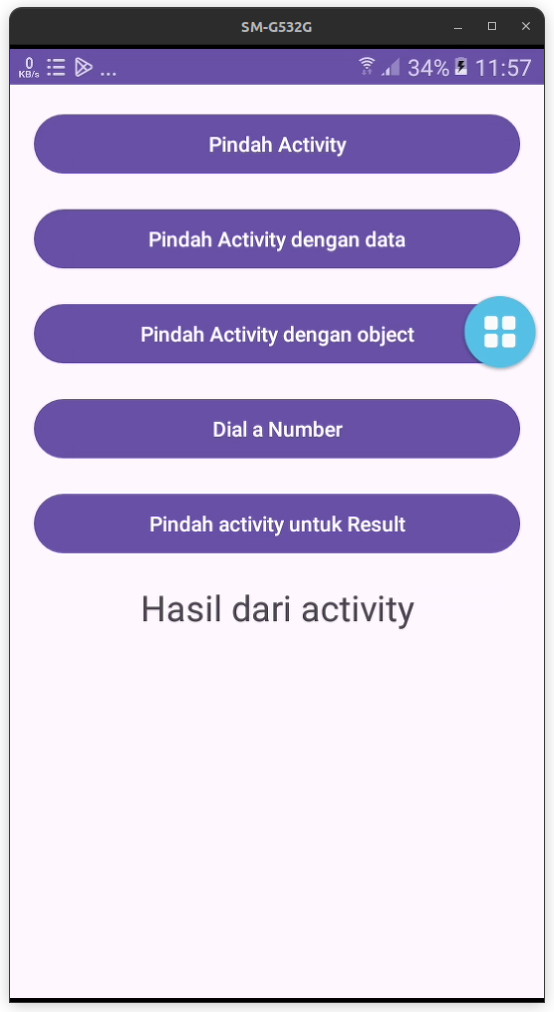 SM-G532G
0
KB/s
... 34% 11:57
Pindah Activity
Pindah Activity dengan data
Pindah Activity dengan object
Dial a Number
Pindah activity untuk Result
Hasil dari activity